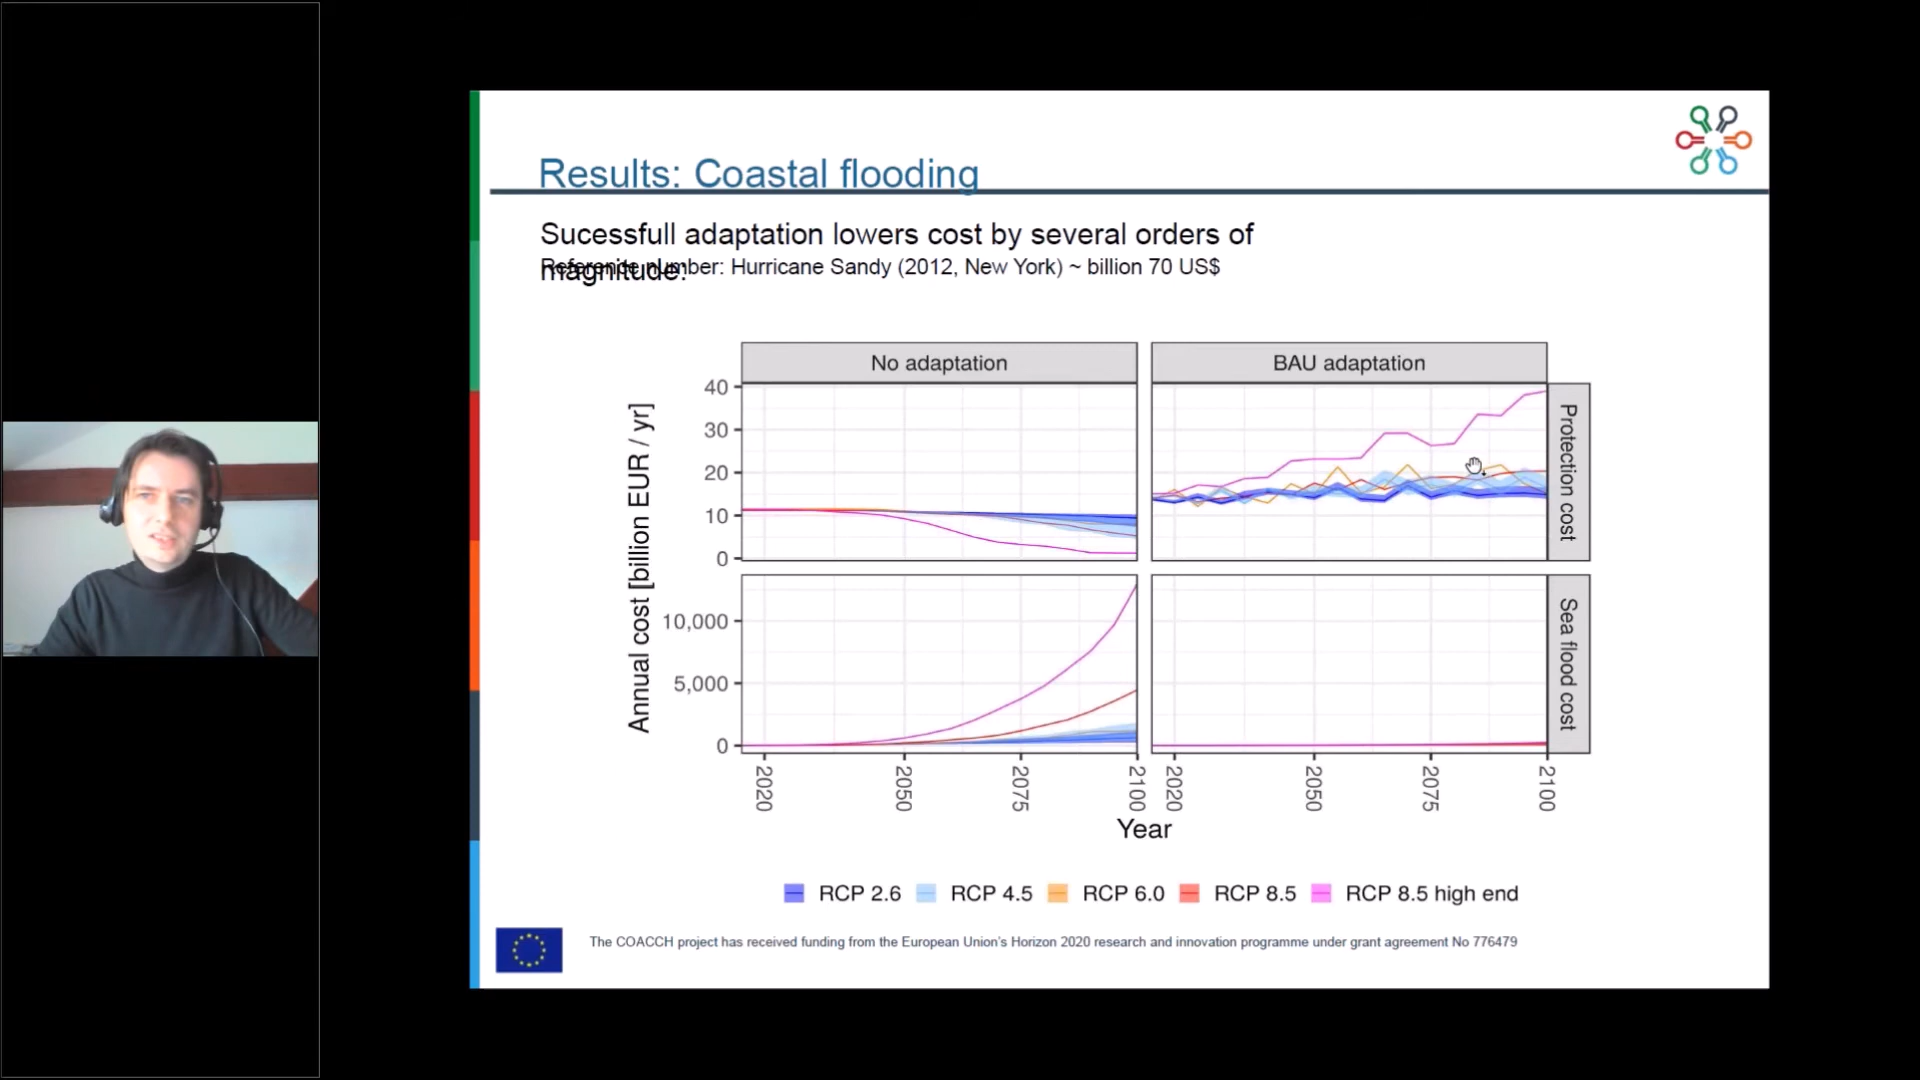 Results: Coastal flooding
Sucessfull adaptation lowers cost by several orders of
magnitude!
Reference number: Hurricane Sandy (2012, New York) ~ billion 70 US$
No adaptation
BAU adaptation
Annual cost [billion EUR / yr]
40
30
20
10
0
Protection cost
10,000
5,000
0
Sea flood cost
2020
2050
2075
2100
2020
2050
2075
2100
Year
RCP 2.6
RCP 4.5
RCP 6.0
RCP 8.5
RCP 8.5 high end
The COACCH project has received funding from the European Union's Horizon 2020 research and innovation programme under grant agreement No 776479